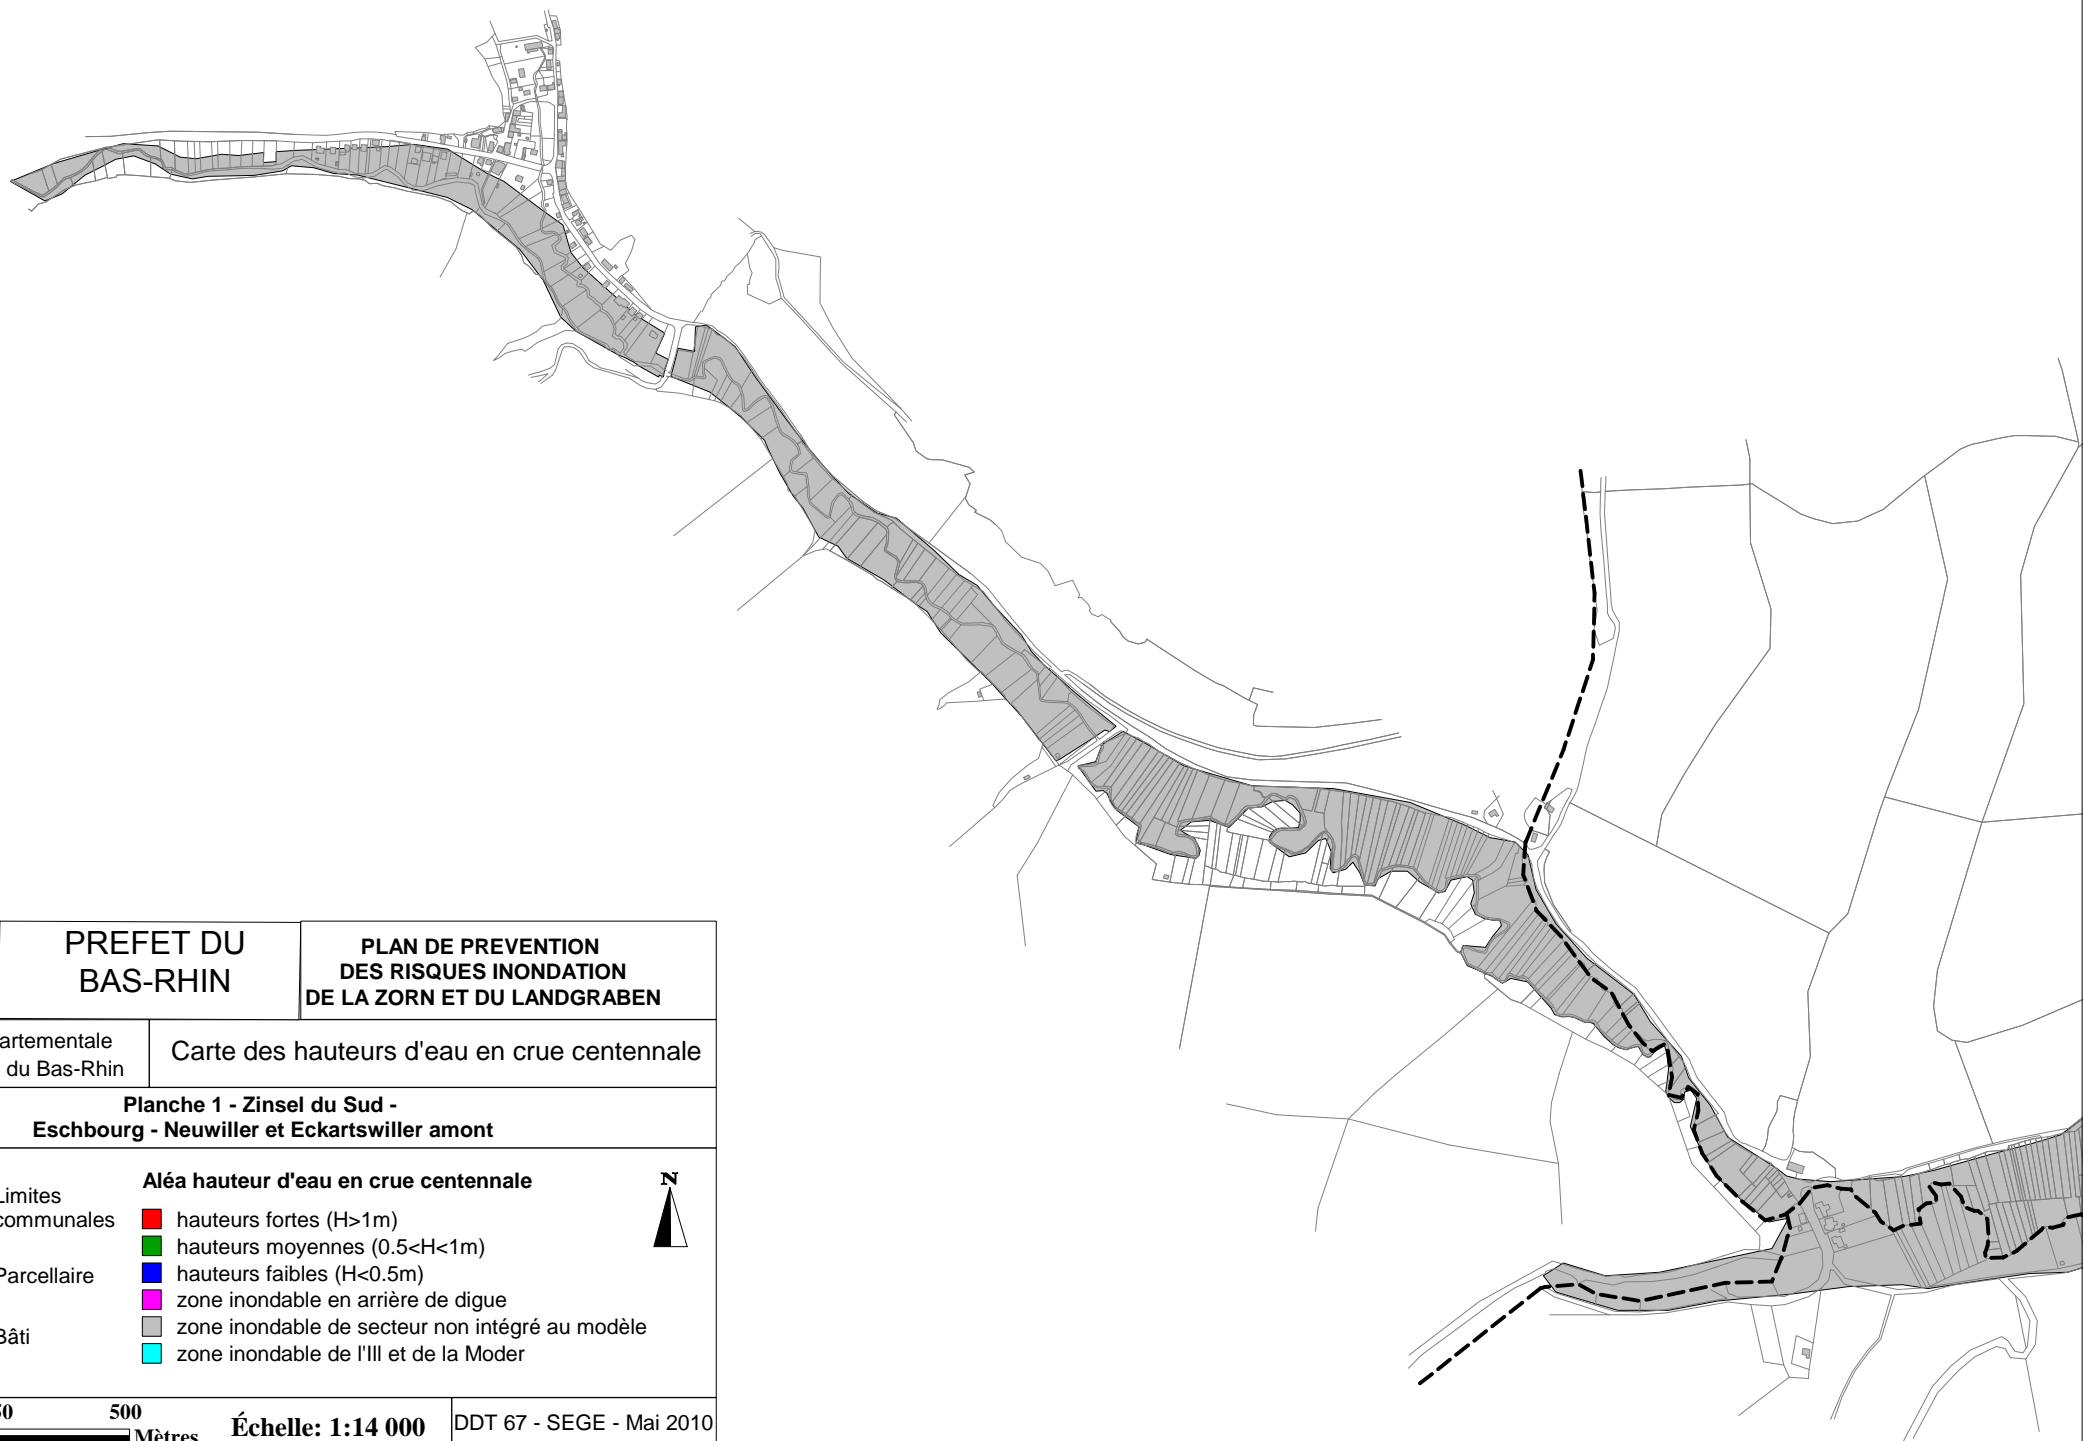 PREFET DU
BAS-RHIN
PLAN DE PREVENTION
DES RISQUES INONDATION
DE LA ZORN ET DU LANDGRABEN
artementale
du Bas-Rhin
Carte des hauteurs d'eau en crue centennale
Planche 1 - Zinsel du Sud -
Eschbourg - Neuwiller et Eckartswiller amont
Limites
communales
Parcellaire
Bâti
Aléa hauteur d'eau en crue centennale
hauteurs fortes (H>1m)
hauteurs moyennes (0.5<H<1m)
hauteurs faibles (H<0.5m)
zone inondable en arrière de digue
zone inondable de secteur non intégré au modèle
zone inondable de l'Ill et de la Moder
N
50 500
Mètres
Échelle: 1:14 000
DDT 67 - SEGE - Mai 2010